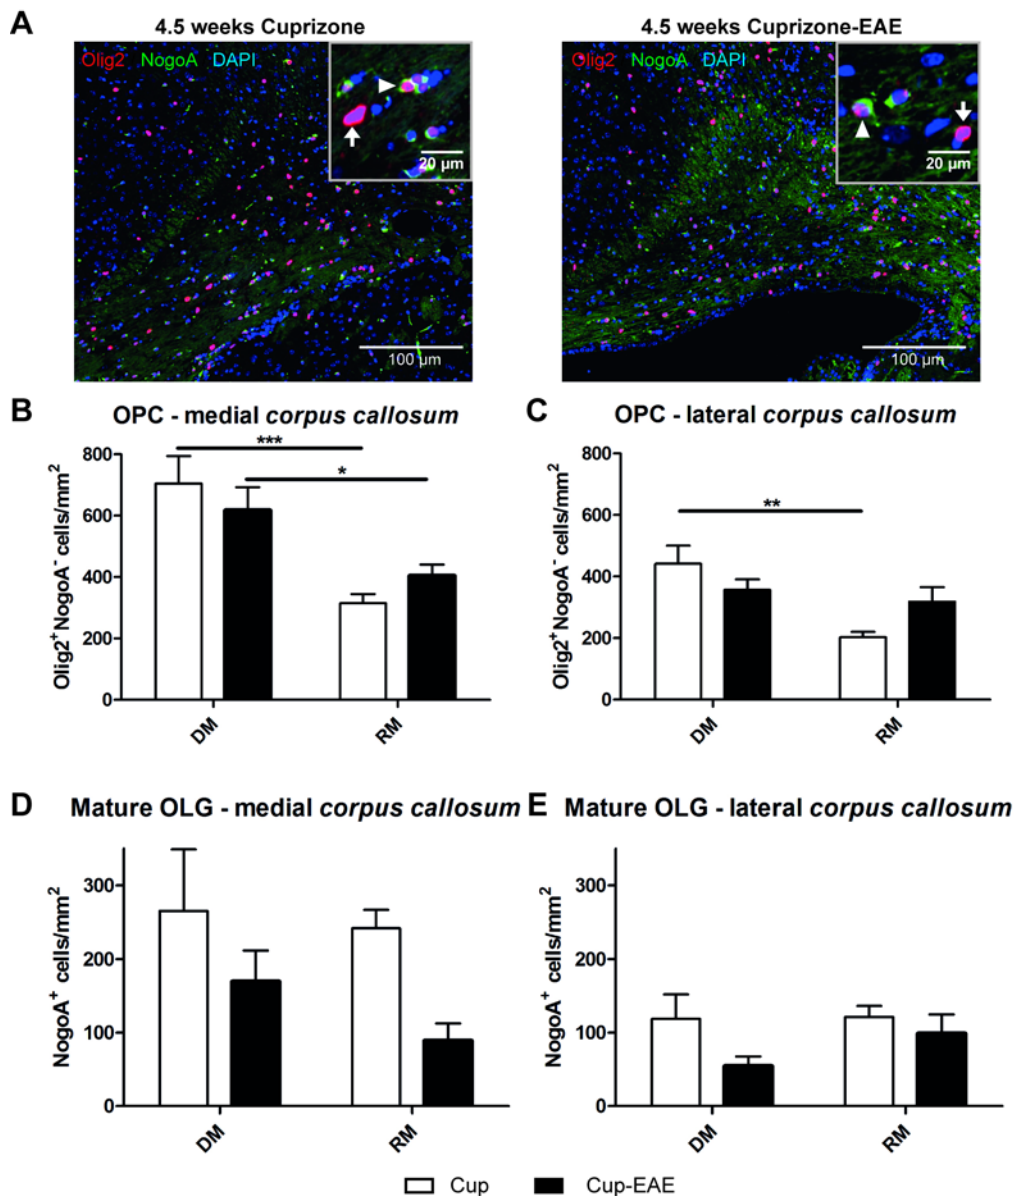 A
4.5 weeks Cuprizone
4.5 weeks Cuprizone-EAE
Olig2 NogoA DAPI
20 µm
100 µm
Olig2 NogoA DAPI
20 µm
100 µm
B
OPC - medial corpus callosum
Olig2⁺NogoA⁻ cells/mm²
800
600
400
200
0
***
*
DM
RM
C
OPC - lateral corpus callosum
Olig2⁺NogoA⁻ cells/mm²
800
600
400
200
0
**
DM
RM
D
Mature OLG - medial corpus callosum
NogoA⁺ cells/mm²
300
200
100
0
DM
RM
E
Mature OLG - lateral corpus callosum
NogoA⁺ cells/mm²
300
200
100
0
DM
RM
Cup
Cup-EAE